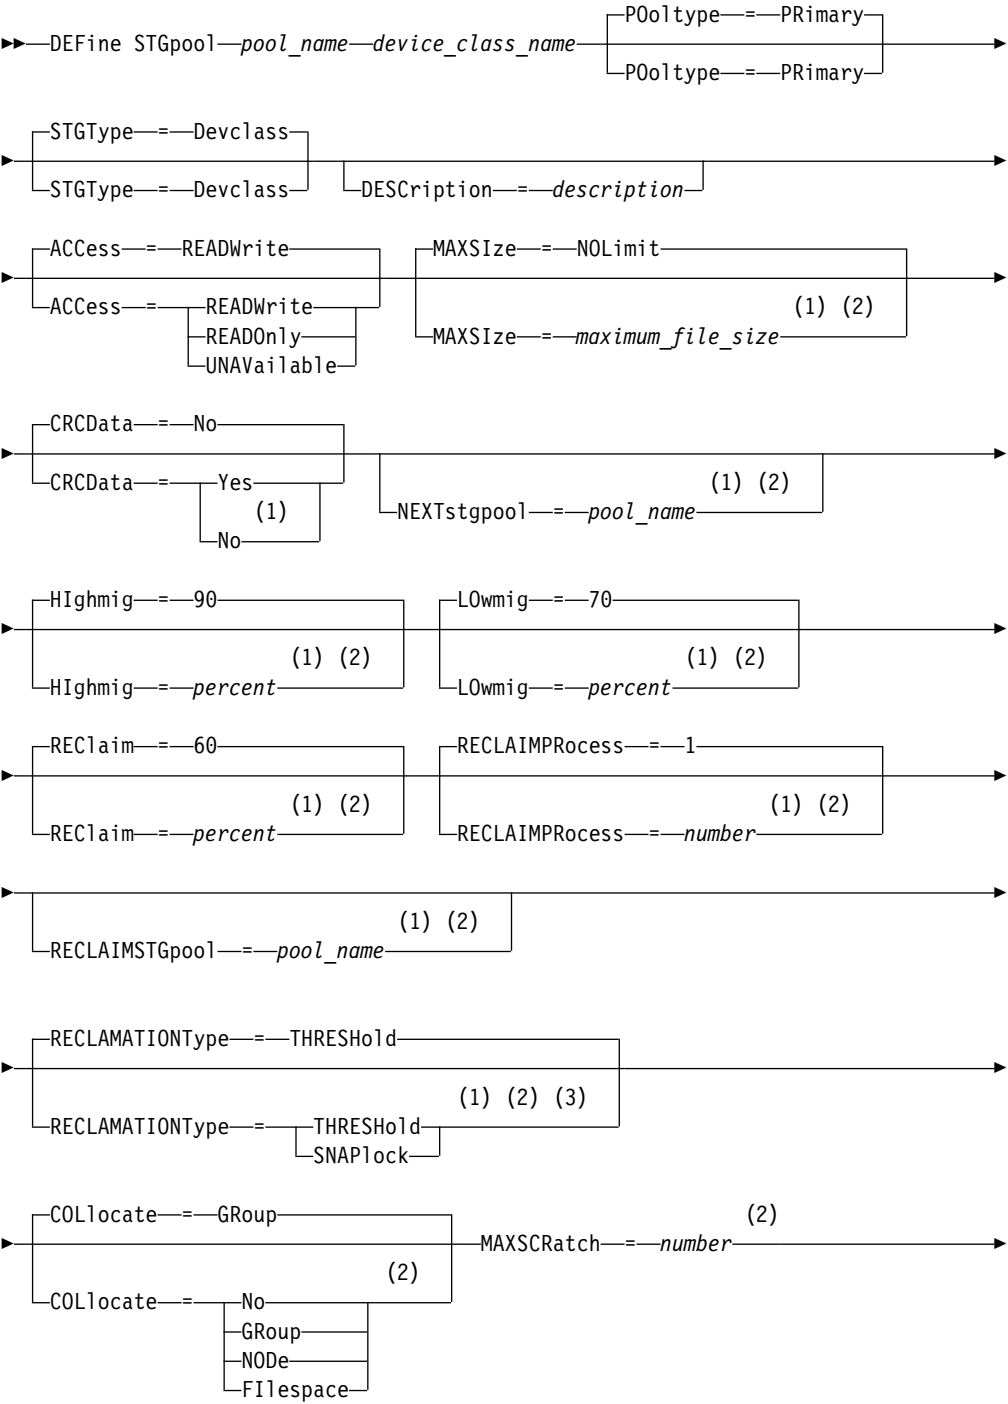 POoltype = PRimary
DEFine STGpool pool_name device_class_name
POoltype = PRimary
STGType = Devclass
STGType = Devclass
DESCription = description
ACCess = READWrite
MAXSIze = NOLimit
(1) (2)
ACCess = READWrite
MAXSIze = maximum_file_size
READOnly
UNAVailable
CRCData = No
CRCData = Yes
(1) (2)
(1)
NEXTstgpool = pool_name
No
HIghmig = 90
LOwmig = 70
(1) (2)
(1) (2)
HIghmig = percent
LOwmig = percent
REClaim = 60
RECLAIMPRocess = 1
(1) (2)
(1) (2)
REClaim = percent
RECLAIMPRocess = number
(1) (2)
RECLAIMSTGpool = pool_name
RECLAMATIONType = THRESHold
(1) (2) (3)
RECLAMATIONType = THRESHold
SNAPlock
COLlocate = GRoup
(2)
MAXSCRatch = number
(2)
COLlocate = No
GRoup
NODe
FIlespace